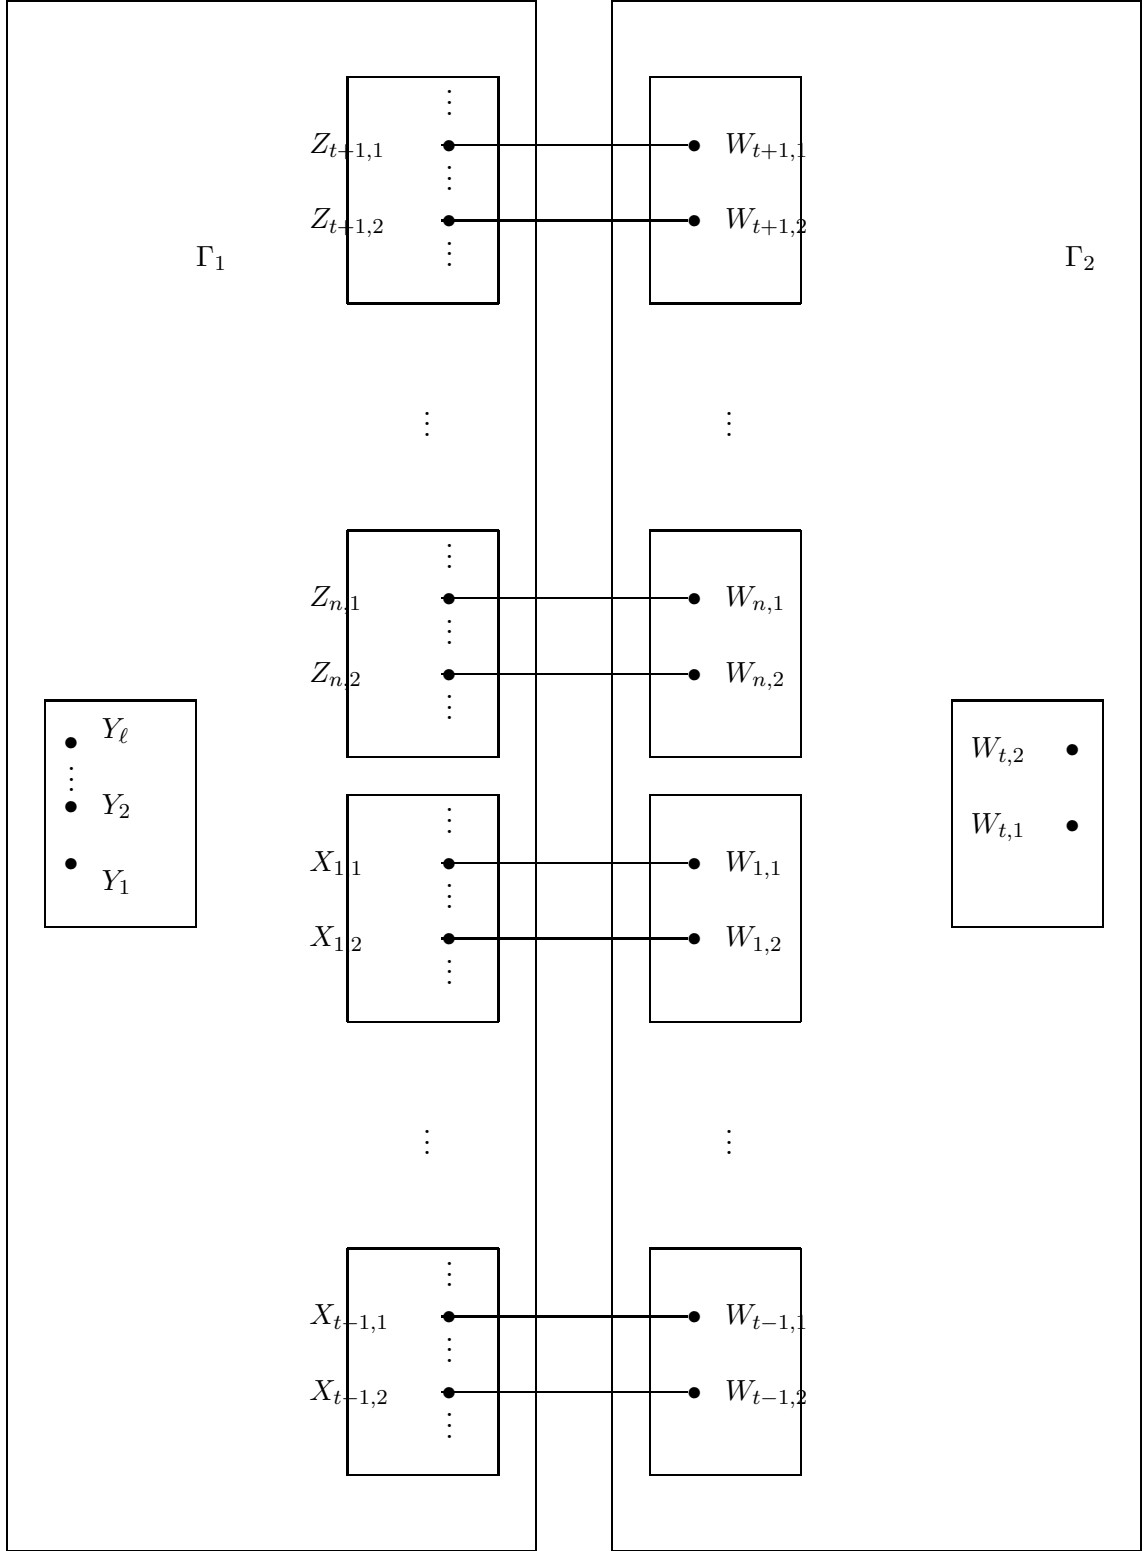 ⋮
Z_{t+1,1} W_{t+1,1}
⋮
Z_{t+1,2} W_{t+1,2}
⋮
Γ_1 Γ_2
⋮ ⋮
⋮
Z_{n,1} W_{n,1}
⋮
Z_{n,2} W_{n,2}
⋮
Y_ℓ
W_{t,2}
⋮
Y_2
W_{t,1}
Y_1
⋮
X_{1,1} W_{1,1}
⋮
X_{1,2} W_{1,2}
⋮
⋮ ⋮
⋮
X_{t−1,1} W_{t−1,1}
⋮
X_{t−1,2} W_{t−1,2}
⋮